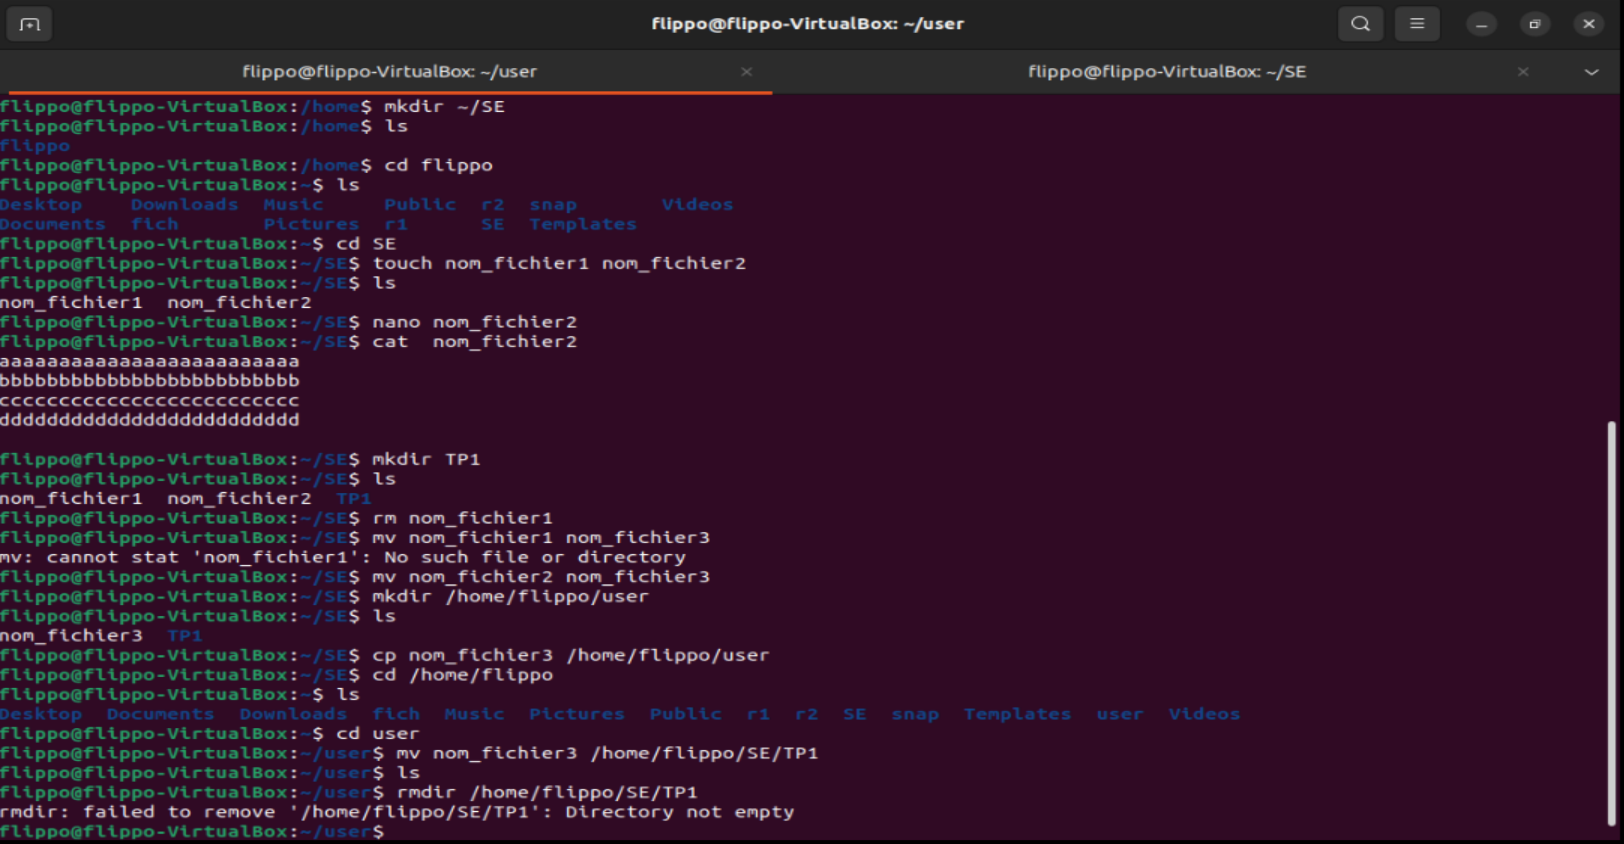 flippo@flippo-VirtualBox: ~/user
flippo@flippo-VirtualBox: ~/user
flippo@flippo-VirtualBox: ~/SE
flippo@flippo-VirtualBox:/home$ mkdir ~/SE
flippo@flippo-VirtualBox:/home$ ls
flippo
flippo@flippo-VirtualBox:/home$ cd flippo
flippo@flippo-VirtualBox:~$ ls
Desktop    Downloads  Music     Public  r2  snap       Videos
Documents  fich       Pictures  r1      SE  Templates
flippo@flippo-VirtualBox:~$ cd SE
flippo@flippo-VirtualBox:~/SE$ touch nom_fichier1 nom_fichier2
flippo@flippo-VirtualBox:~/SE$ ls
nom_fichier1  nom_fichier2
flippo@flippo-VirtualBox:~/SE$ nano nom_fichier2
flippo@flippo-VirtualBox:~/SE$ cat  nom_fichier2
aaaaaaaaaaaaaaaaaaaaaaaaa
bbbbbbbbbbbbbbbbbbbbbbbbb
ccccccccccccccccccccccccc
ddddddddddddddddddddddddd
flippo@flippo-VirtualBox:~/SE$ mkdir TP1
flippo@flippo-VirtualBox:~/SE$ ls
nom_fichier1  nom_fichier2  TP1
flippo@flippo-VirtualBox:~/SE$ rm nom_fichier1
flippo@flippo-VirtualBox:~/SE$ mv nom_fichier1 nom_fichier3
mv: cannot stat 'nom_fichier1': No such file or directory
flippo@flippo-VirtualBox:~/SE$ mv nom_fichier2 nom_fichier3
flippo@flippo-VirtualBox:~/SE$ mkdir /home/flippo/user
flippo@flippo-VirtualBox:~/SE$ ls
nom_fichier3  TP1
flippo@flippo-VirtualBox:~/SE$ cp nom_fichier3 /home/flippo/user
flippo@flippo-VirtualBox:~/SE$ cd /home/flippo
flippo@flippo-VirtualBox:~$ ls
Desktop  Documents  Downloads  fich  Music  Pictures  Public  r1  r2  SE  snap  Templates  user  Videos
flippo@flippo-VirtualBox:~$ cd user
flippo@flippo-VirtualBox:~/user$ mv nom_fichier3 /home/flippo/SE/TP1
flippo@flippo-VirtualBox:~/user$ ls
flippo@flippo-VirtualBox:~/user$ rmdir /home/flippo/SE/TP1
rmdir: failed to remove '/home/flippo/SE/TP1': Directory not empty
flippo@flippo-VirtualBox:~/user$